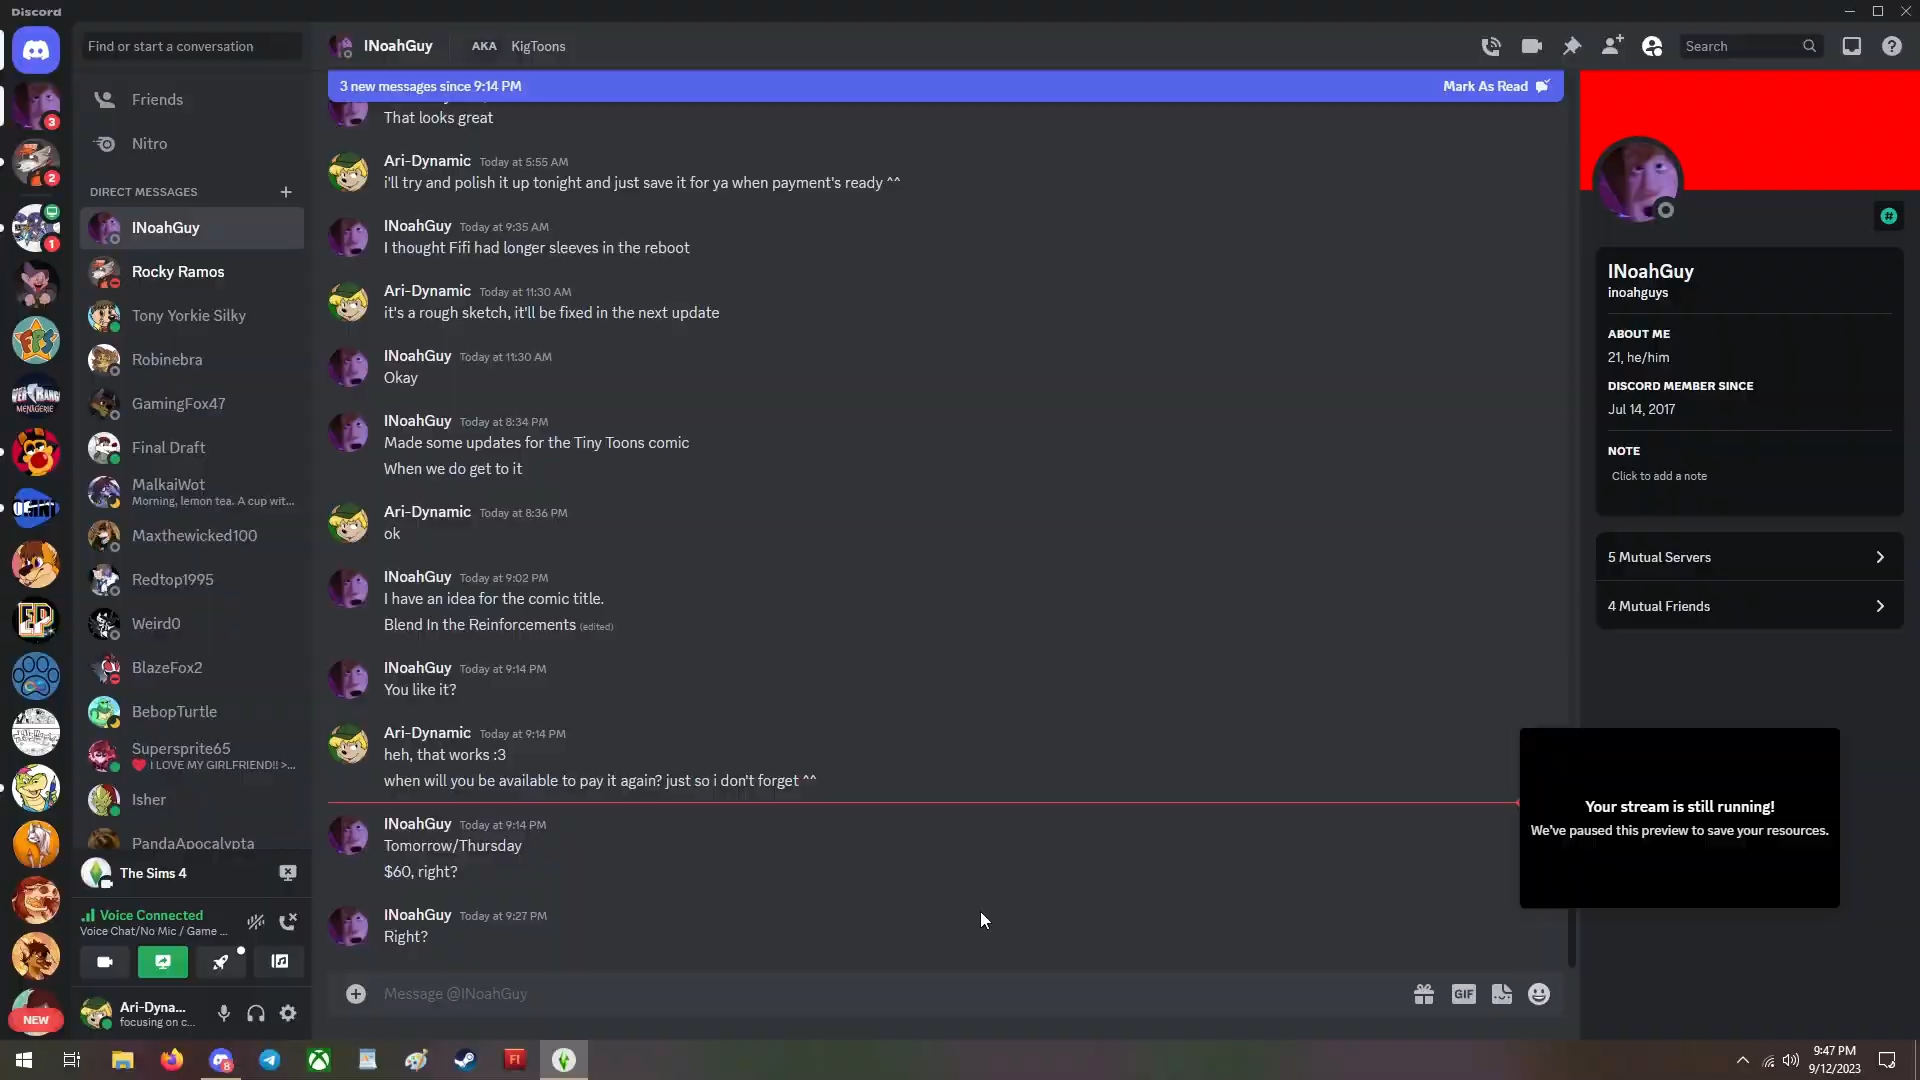 Discord
Find or start a conversation
INoahGuy
AKA
KigToons
Search
3 new messages since 9:14 PM
Mark As Read
3
2
1
Friends
Nitro
DIRECT MESSAGES
INoahGuy
Rocky Ramos
Tony Yorkie Silky
Robinebra
GamingFox47
Final Draft
MalkaiWot
Morning, lemon tea. A cup wit...
Maxthewicked100
Redtop1995
Weird0
BlazeFox2
BebopTurtle
Supersprite65
I LOVE MY GIRLFRIEND!! >...
Isher
PandaApocalypta
The Sims 4
Voice Connected
Voice Chat/No Mic / Game ...
Ari-Dyna...
focusing on c...
FPS
MENAGERIE
EP
NEW
That looks great
Ari-Dynamic Today at 5:55 AM
i'll try and polish it up tonight and just save it for ya when payment's ready ^^
INoahGuy Today at 9:35 AM
I thought Fifi had longer sleeves in the reboot
Ari-Dynamic Today at 11:30 AM
it's a rough sketch, it'll be fixed in the next update
INoahGuy Today at 11:30 AM
Okay
INoahGuy Today at 8:34 PM
Made some updates for the Tiny Toons comic
When we do get to it
Ari-Dynamic Today at 8:36 PM
ok
INoahGuy Today at 9:02 PM
I have an idea for the comic title.
Blend In the Reinforcements (edited)
INoahGuy Today at 9:14 PM
You like it?
Ari-Dynamic Today at 9:14 PM
heh, that works :3
when will you be available to pay it again? just so i don't forget ^^
INoahGuy Today at 9:14 PM
Tomorrow/Thursday
$60, right?
INoahGuy Today at 9:27 PM
Right?
Message @INoahGuy
GIF
INoahGuy
inoahguys
ABOUT ME
21, he/him
DISCORD MEMBER SINCE
Jul 14, 2017
NOTE
Click to add a note
5 Mutual Servers
4 Mutual Friends
Your stream is still running!
We've paused this preview to save your resources.
8
Fl
9:47 PM
9/12/2023